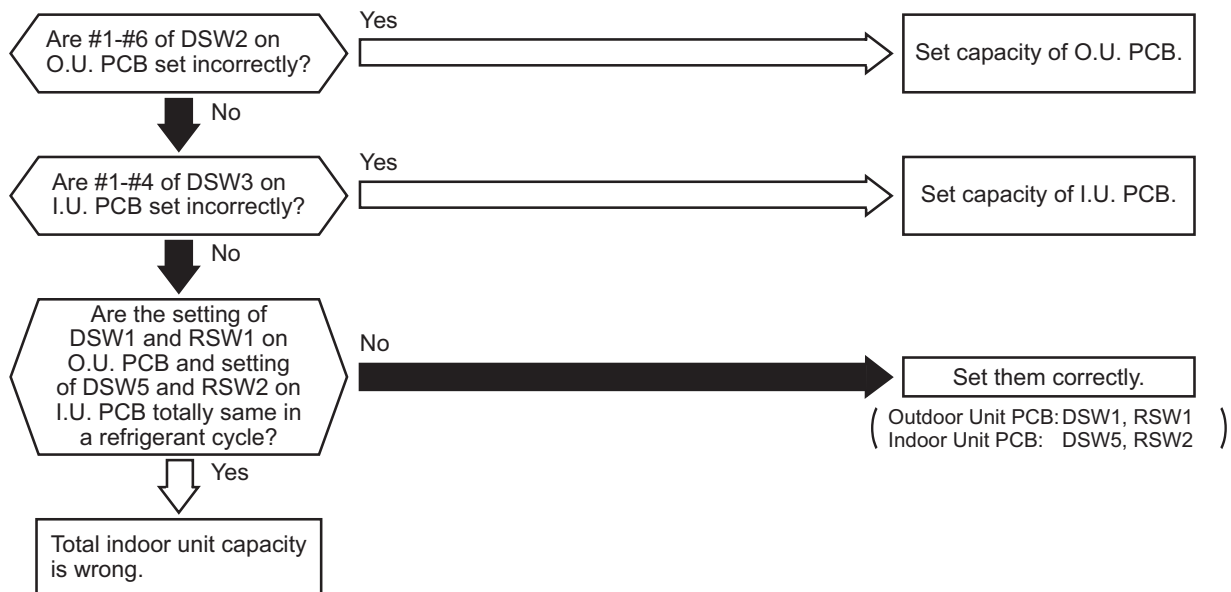 Yes
Are #1-#6 of DSW2 on
O.U. PCB set incorrectly?
Set capacity of O.U. PCB.
No
Yes
Are #1-#4 of DSW3 on
I.U. PCB set incorrectly?
Set capacity of I.U. PCB.
No
Are the setting of
DSW1 and RSW1 on
O.U. PCB and setting
of DSW5 and RSW2 on
I.U. PCB totally same in
a refrigerant cycle?
No
Set them correctly.
( Outdoor Unit PCB: DSW1, RSW1
Indoor Unit PCB: DSW5, RSW2 )
Yes
Total indoor unit capacity
is wrong.